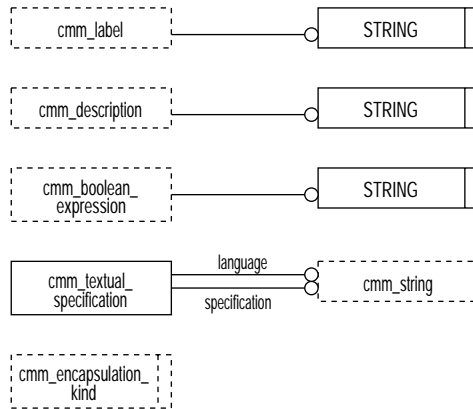 cmm_label
STRING
cmm_description
STRING
cmm_boolean_
expression
STRING
cmm_textual_
specification
language
specification
cmm_string
cmm_encapsulation_
kind